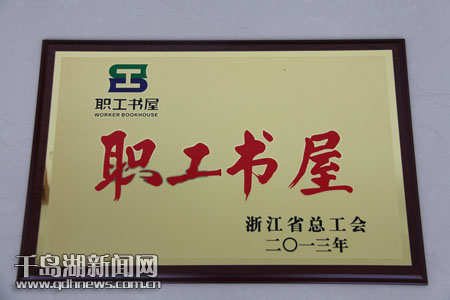 职工书屋
WORKER BOOKHOUSE
职工书屋
浙江省总工会
二〇一三年
千岛湖新闻网
www.qdhnews.com.cn